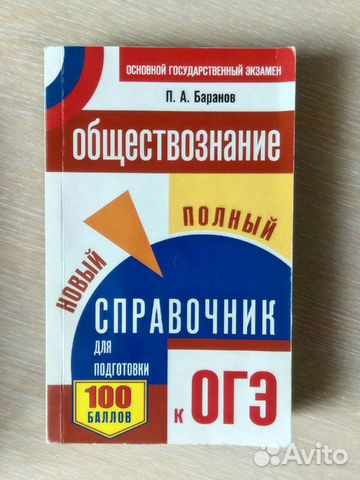 ОСНОВНОЙ ГОСУДАРСТВЕННЫЙ ЭКЗАМЕН
П. А. Баранов
Обществознание
НОВЫЙ
ПОЛНЫЙ
СПРАВОЧНИК
ДЛЯ
ПОДГОТОВКИ
100
БАЛЛОВ
К ОГЭ
Avito